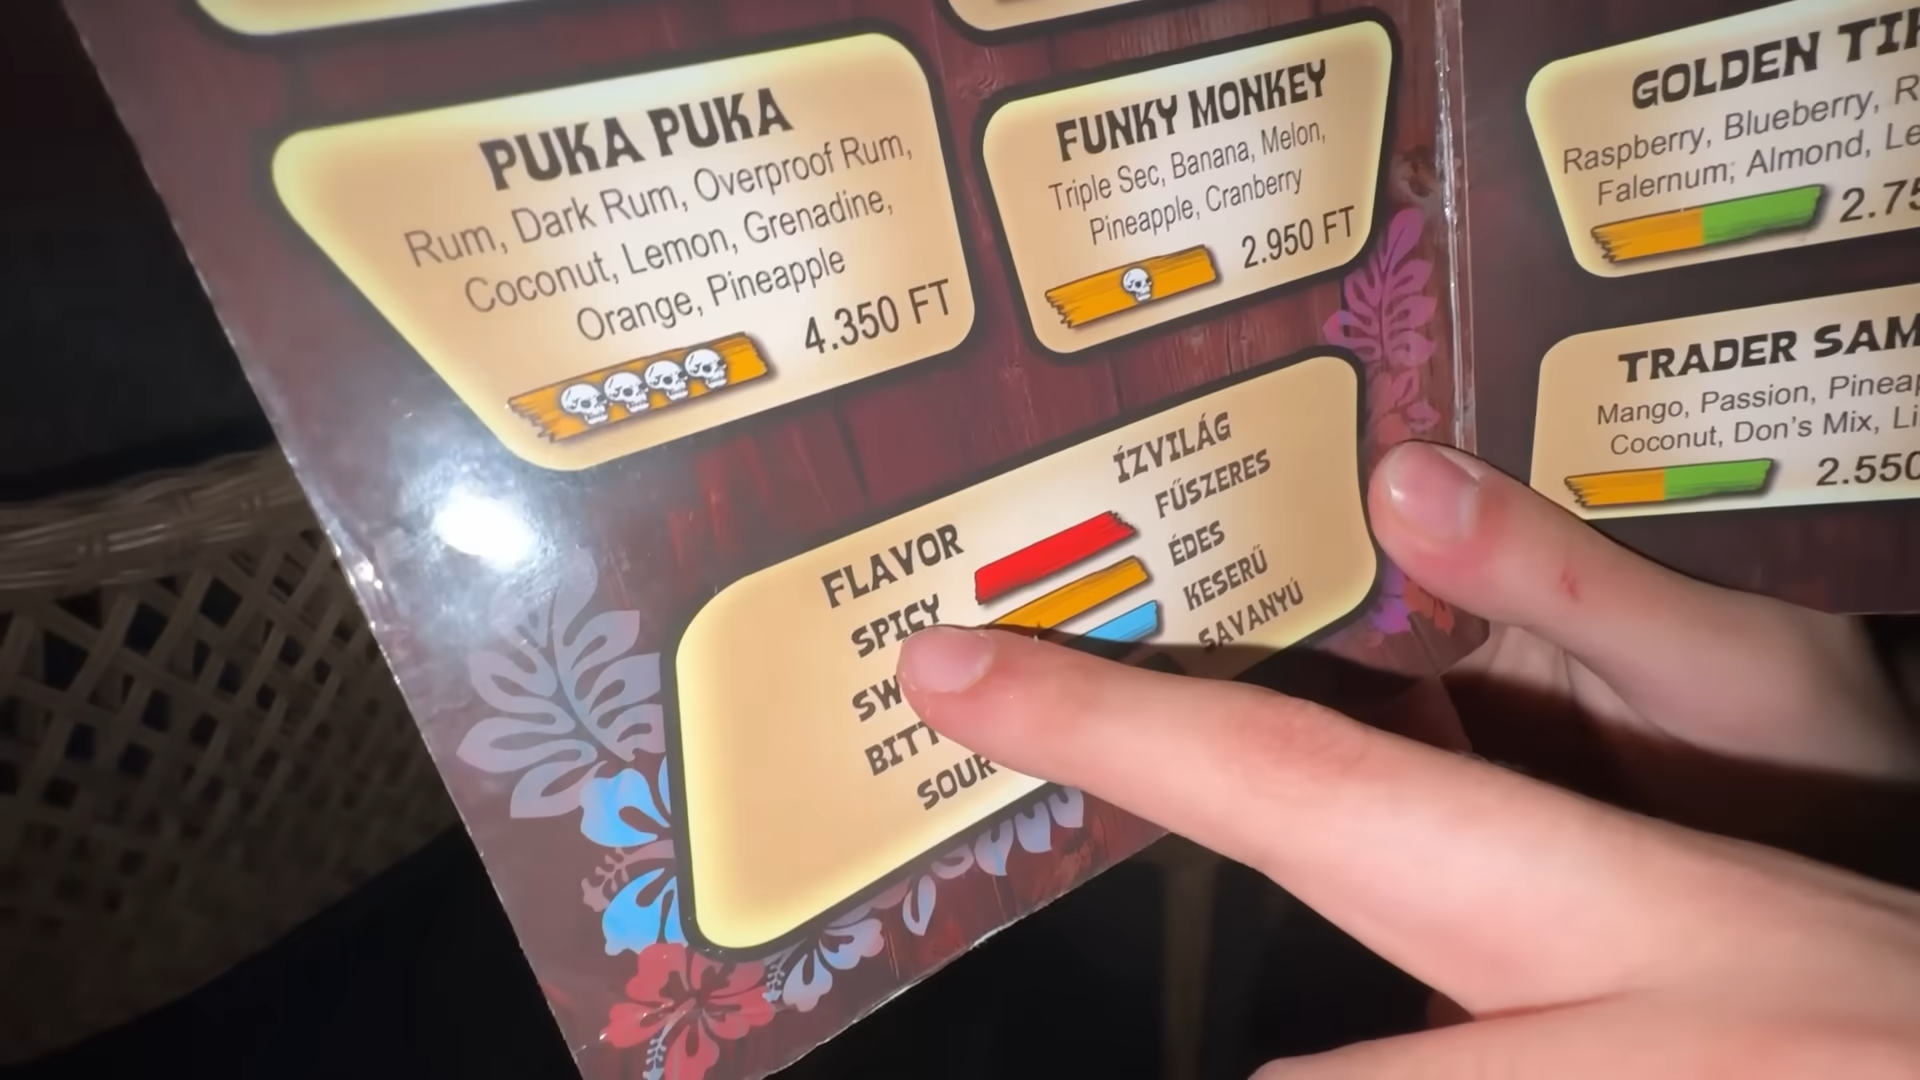 PUKA PUKA
Rum, Dark Rum, Overproof Rum,
Coconut, Lemon, Grenadine,
Orange, Pineapple
4.350 FT
FUNKY MONKEY
Triple Sec, Banana, Melon,
Pineapple, Cranberry
2.950 FT
FLAVOR
SPICY
SOUR
ÍZVILÁG
FŰSZERES
ÉDES
KESERŰ
SAVANYÚ
GOLDEN
Raspberry, Blueberry,
Falernum; Almond,
TRADER SAM
Mango, Passion,
Coconut, Don's Mix,
2.550